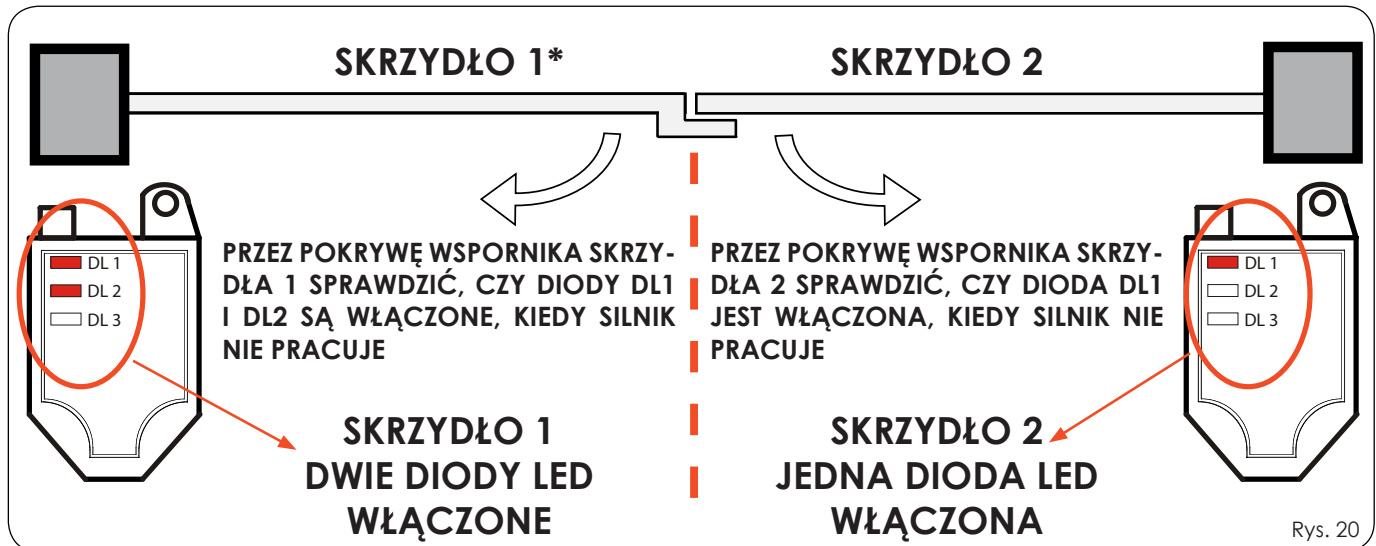 SKRZYDŁO 1*
SKRZYDŁO 2
DL 1
DL 2
DL 3
PRZEZ POKRYWĘ WSPORNIKA SKRZY-
DŁA 1 SPRAWDZIĆ, CZY DIODY DL1
I DL2 SĄ WŁĄCZONE, KIEDY SILNIK
NIE PRACUJE
PRZEZ POKRYWĘ WSPORNIKA SKRZY-
DŁA 2 SPRAWDZIĆ, CZY DIODA DL1
JEST WŁĄCZONA, KIEDY SILNIK NIE
PRACUJE
DL 1
DL 2
DL 3
SKRZYDŁO 1
DWIE DIODY LED
WŁĄCZONE
SKRZYDŁO 2
JEDNA DIODA LED
WŁĄCZONA
Rys. 20